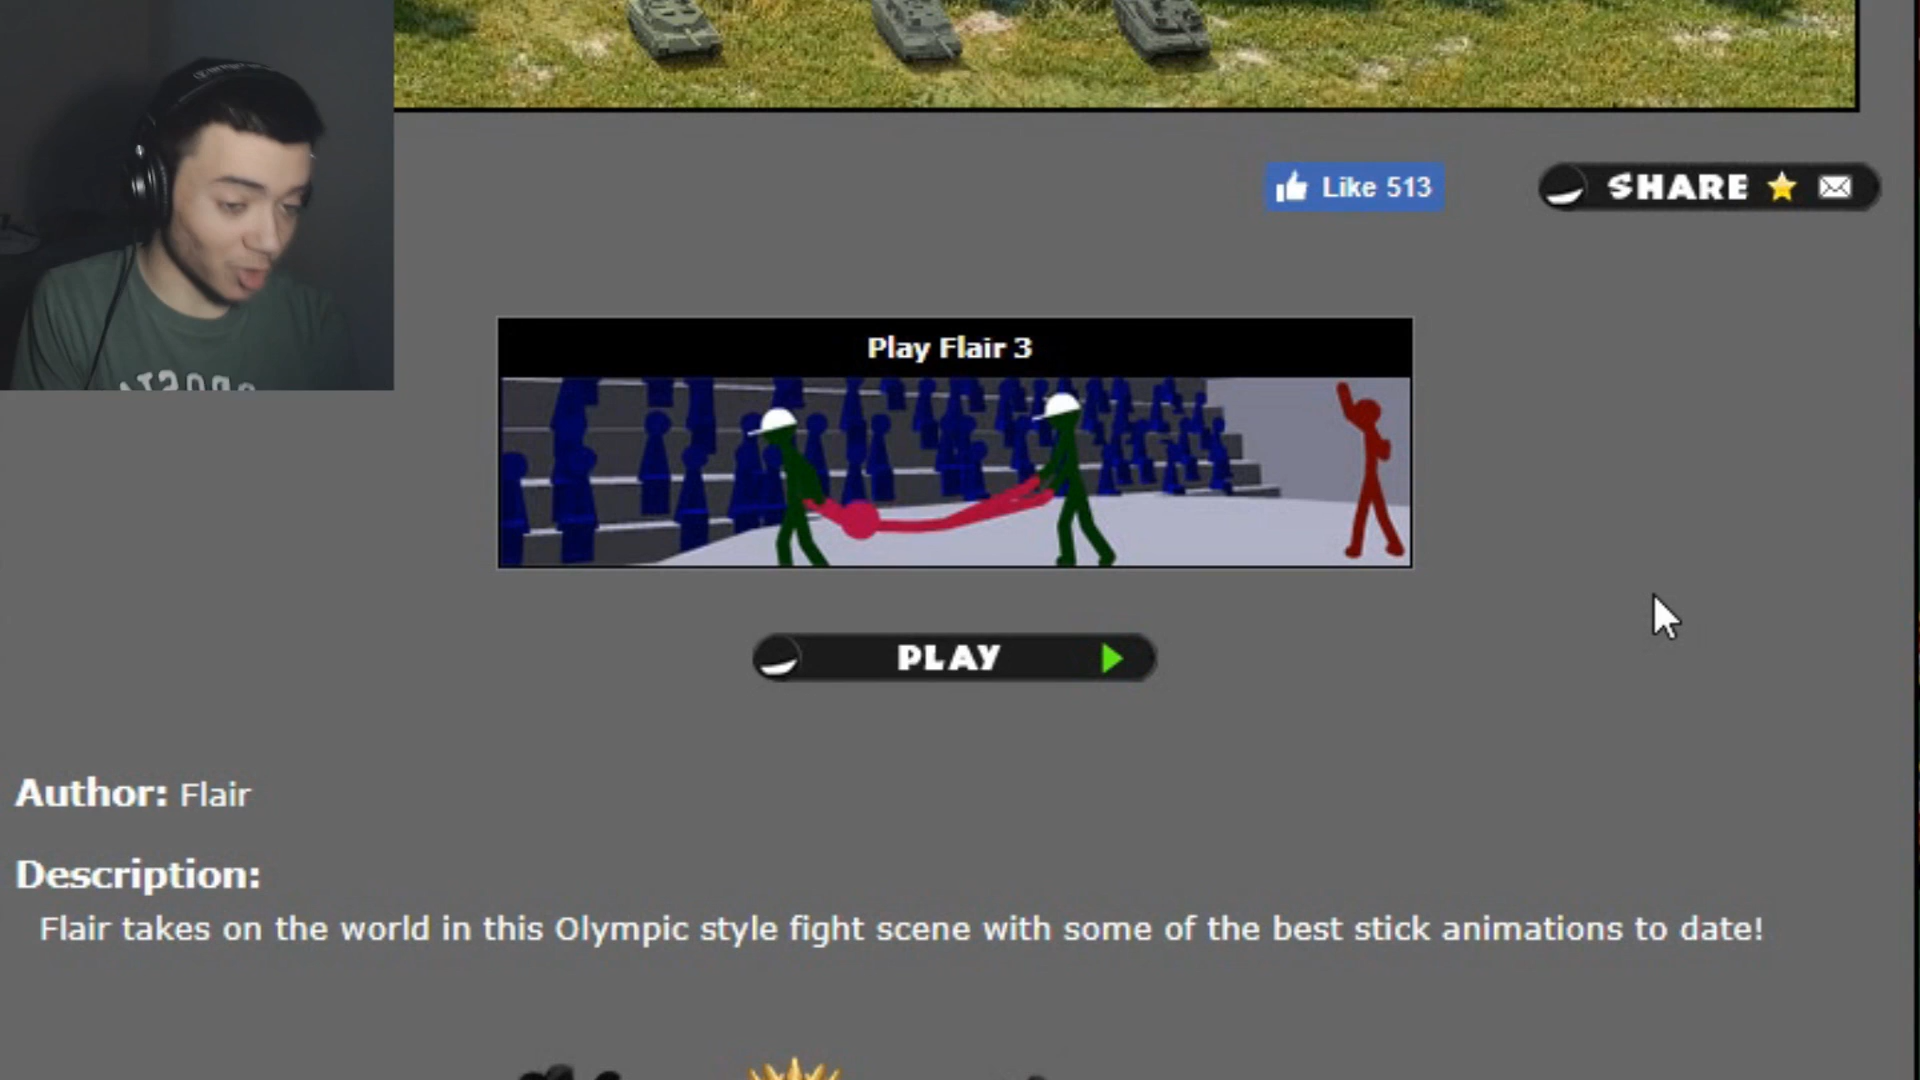 Like 513
SHARE
Play Flair 3
PLAY
Author: Flair
Description:
Flair takes on the world in this Olympic style fight scene with some of the best stick animations to date!